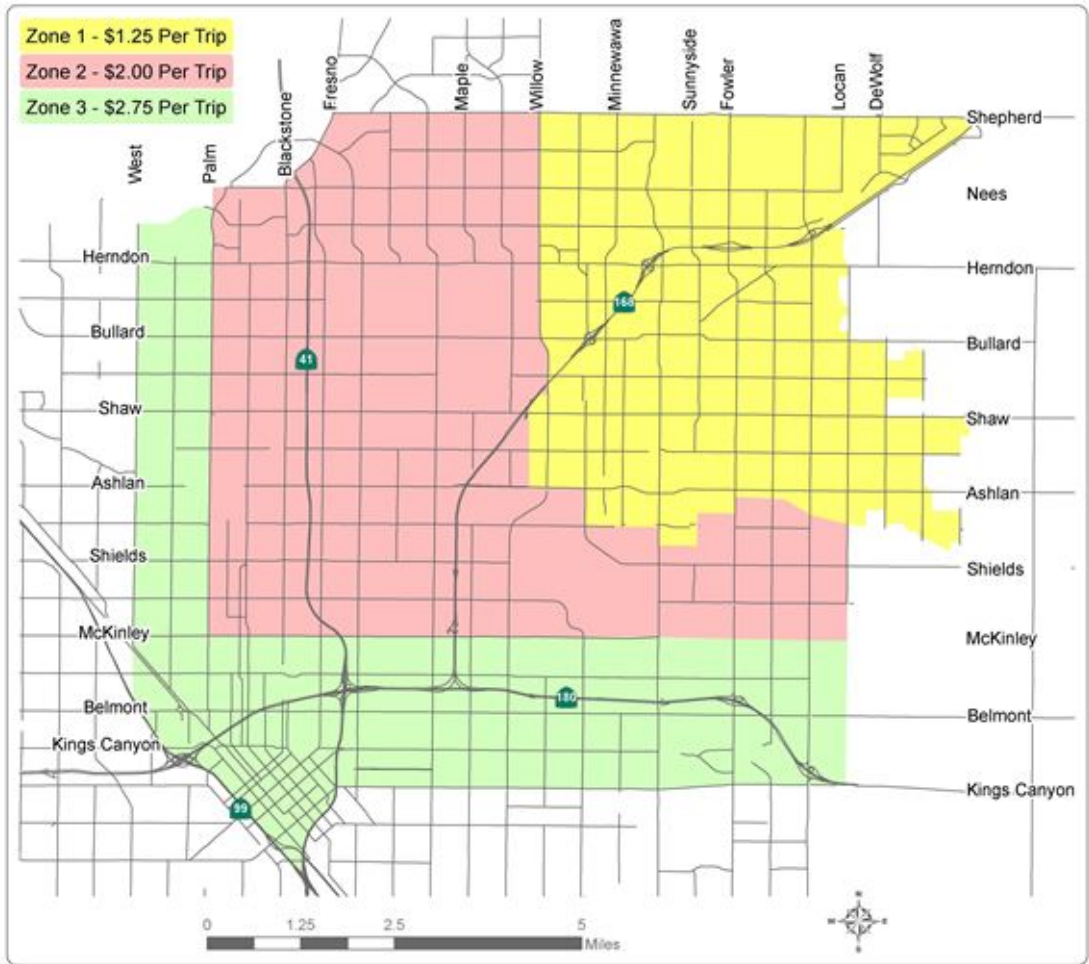 Zone 1 - $1.25 Per Trip
Zone 2 - $2.00 Per Trip
Zone 3 - $2.75 Per Trip
West
Palm
Blackstone
Fresno
Maple
Willow
Minnewawa
Sunnyside
Fowler
Locan
DeWolf
Shepherd
Nees
Herndon
Herndon
168
Bullard
Bullard
41
Shaw
Shaw
Ashlan
Ashlan
Shields
Shields
McKinley
McKinley
180
Belmont
Belmont
Kings Canyon
Kings Canyon
99
0 1.25 2.5 5
Miles
N
W E
S